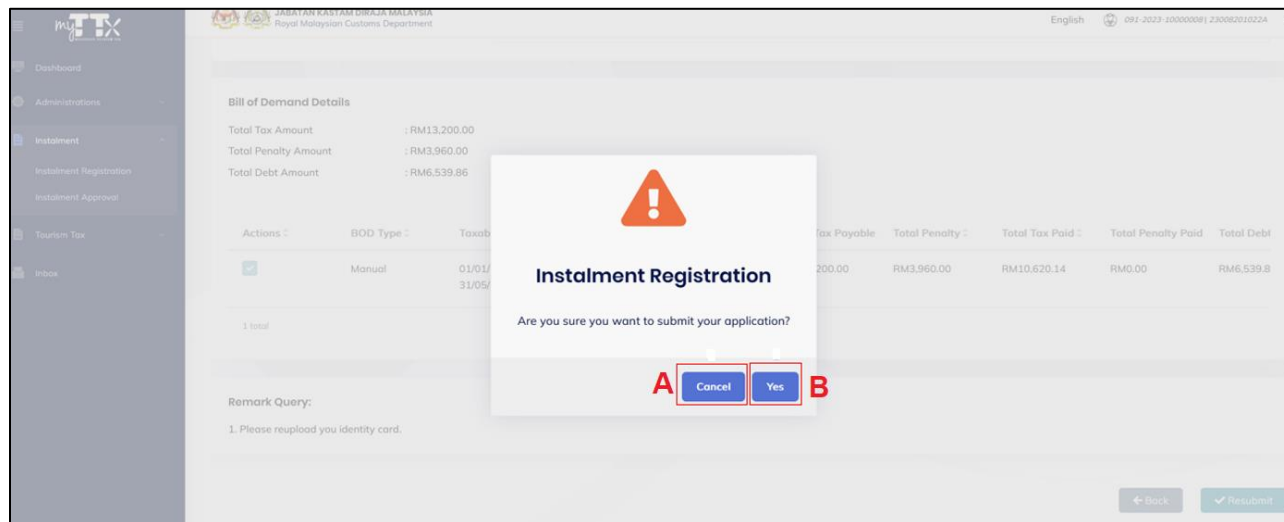 myTTX
JABATAN KASTAM DIRAJA MALAYSIA
Royal Malaysian Customs Department
English
091-2023-10000008| 23008201022A
Dashboard
Administrations
Instalment
Instalment Registration
Instalment Approval
Tourism Tax
Inbox
Bill of Demand Details
Total Tax Amount : RM13,200.00
Total Penalty Amount : RM3,960.00
Total Debt Amount : RM6,539.86
Actions BOD Type Taxab ax Payable Total Penalty Total Tax Paid Total Penalty Paid Total Debt
Manual 01/01/ 200.00 RM3,960.00 RM10,620.14 RM0.00 RM6,539.8
31/05/
1 total
Instalment Registration
Are you sure you want to submit your application?
A Cancel Yes B
Remark Query:
1. Please reupload you identity card.
Back Resubmit